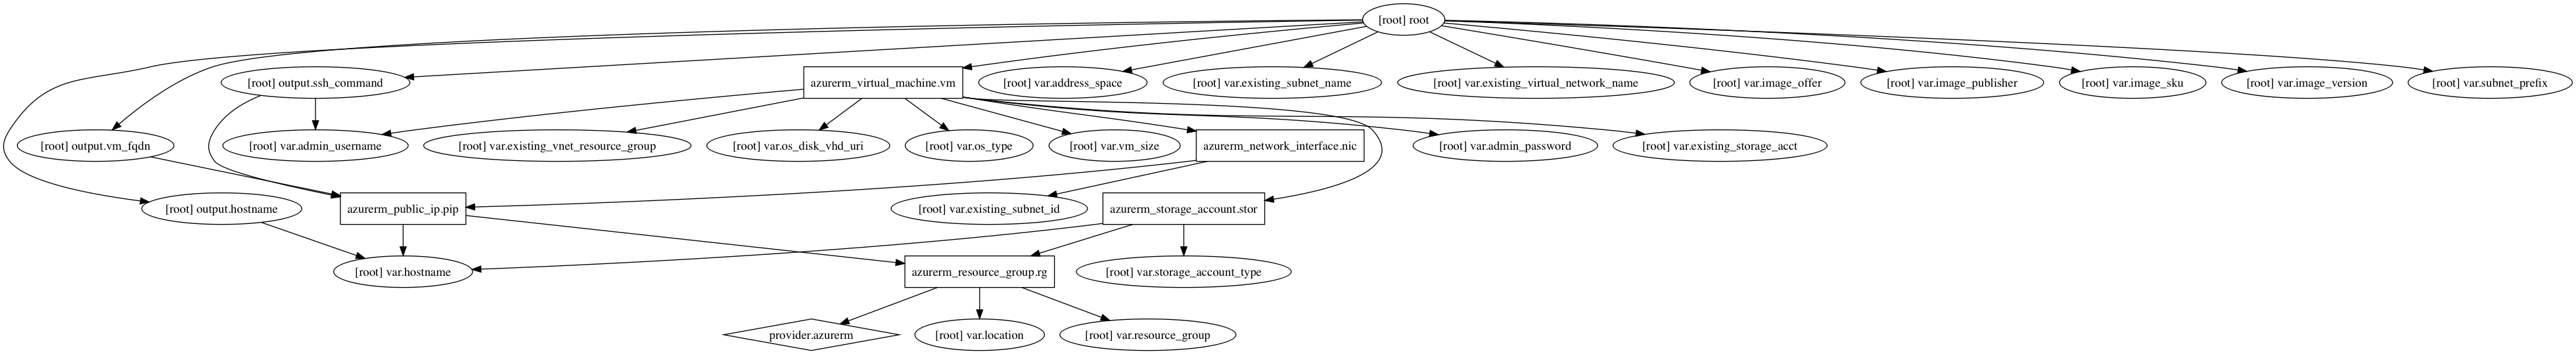 [root] root
[root] output.ssh_command
azurerm_virtual_machine.vm
[root] var.address_space
[root] var.existing_subnet_name
[root] var.existing_virtual_network_name
[root] var.image_offer
[root] var.image_publisher
[root] var.image_sku
[root] var.image_version
[root] var.subnet_prefix
[root] output.vm_fqdn
[root] var.admin_username
[root] var.existing_vnet_resource_group
[root] var.os_disk_vhd_uri
[root] var.os_type
[root] var.vm_size
azurerm_network_interface.nic
[root] var.admin_password
[root] var.existing_storage_acct
[root] output.hostname
azurerm_public_ip.pip
[root] var.existing_subnet_id
azurerm_storage_account.stor
[root] var.hostname
azurerm_resource_group.rg
[root] var.storage_account_type
provider.azurerm
[root] var.location
[root] var.resource_group